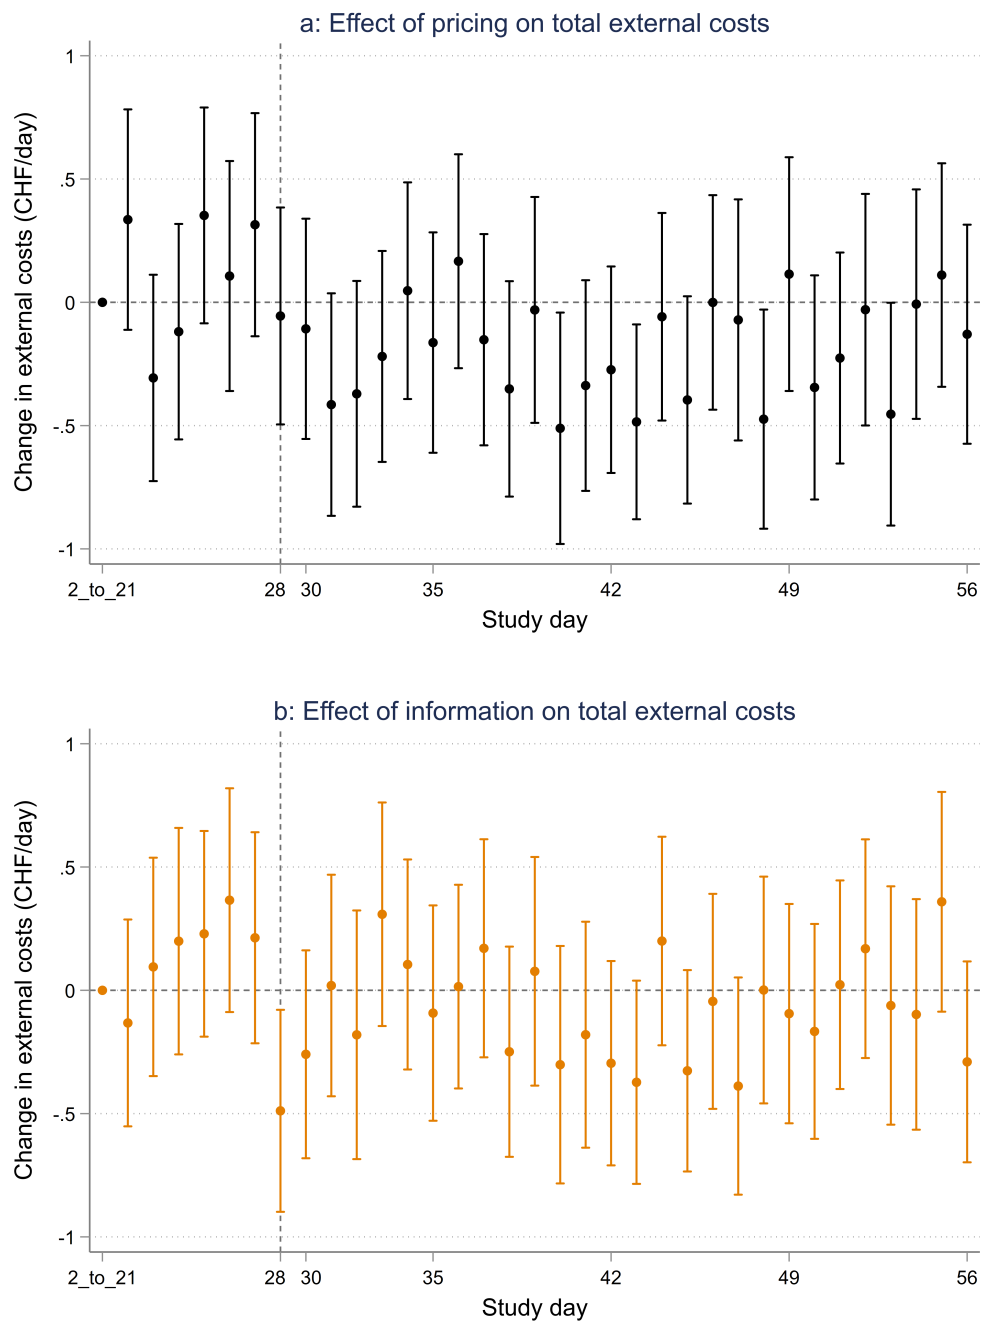 a: Effect of pricing on total external costs
Change in external costs (CHF/day)
1
.5
0
-.5
-1
2_to_21 28 30 35 42 49 56
Study day
b: Effect of information on total external costs
Change in external costs (CHF/day)
1
.5
0
-.5
-1
2_to_21 28 30 35 42 49 56
Study day